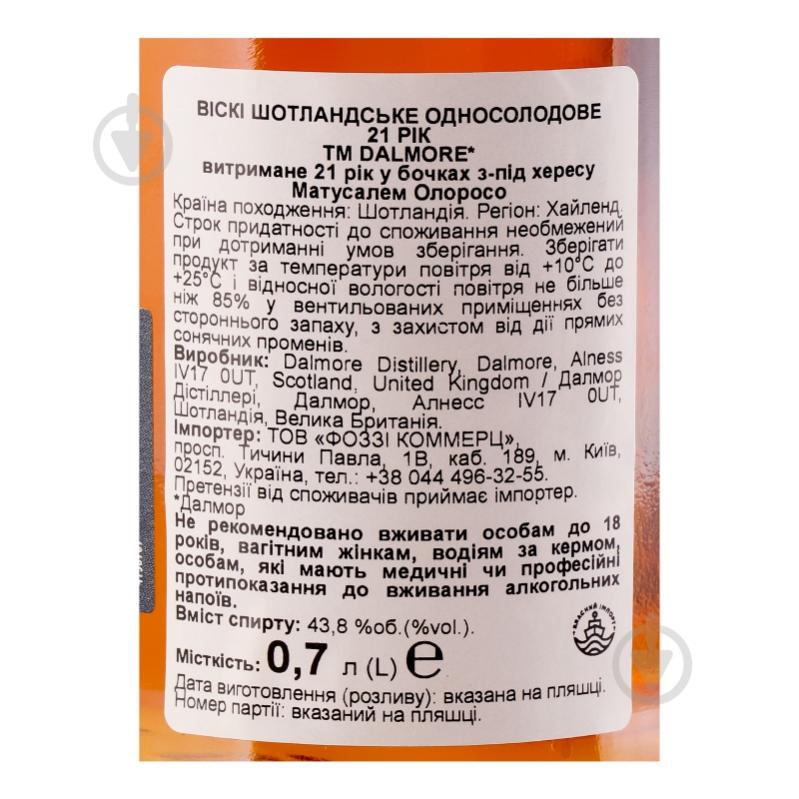 ВІСКІ ШОТЛАНДСЬКЕ ОДНОСОЛОДОВЕ
21 РІК
ТМ DALMORE*
витримане 21 рік у бочках з-під хересу
Матусалем Олоросо
Країна походження: Шотландія. Регіон: Хайленд.
Строк придатності до споживання необмежений
при дотриманні умов зберігання. Зберігати
продукт за температури повітря від +10°С до
+25°С і відносної вологості повітря не більше
ніж 85% у вентильованих приміщеннях без
стороннього запаху, з захистом від дії прямих
сонячних променів.
Виробник: Dalmore Distillery, Dalmore, Alness
IV17 0UT, Scotland, United Kingdom / Далмор
Дістіллері, Далмор, Алнесс IV17 0UT,
Шотландія, Велика Британія.
Імпортер: ТОВ «ФОЗЗІ КОММЕРЦ»,
просп. Тичини Павла, 1В, каб. 189, м. Київ,
02152, Україна, тел.: +38 044 496-32-55.
Претензії від споживачів приймає імпортер.
*Далмор
Не рекомендовано вживати особам до 18
років, вагітним жінкам, водіям за кермом,
особам, які мають медичні чи професійні
протипоказання до вживання алкогольних
напоїв.
Вміст спирту: 43,8 %об.(%vol.).
ВЛАСНИЙ ІМПОРТ
Місткість: 0,7 л (L) e
Дата виготовлення (розливу): вказана на пляшці.
Номер партії: вказаний на пляшці.